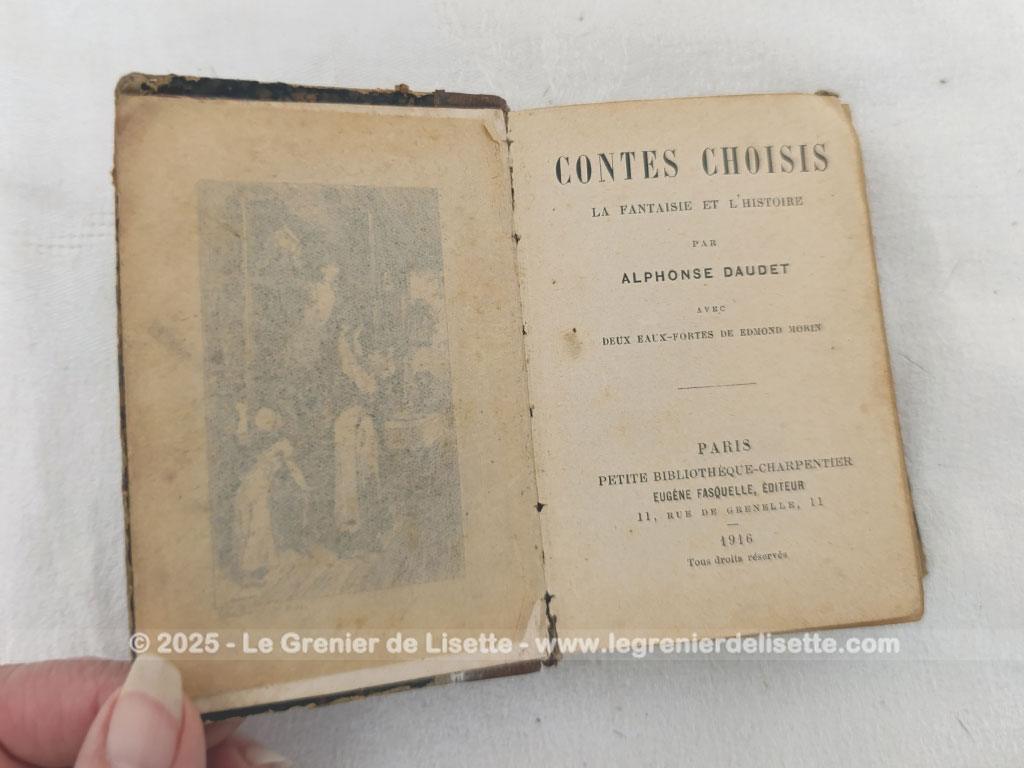 CONTES CHOISIS
LA FANTAISIE ET L'HISTOIRE
PAR
ALPHONSE DAUDET
AVEC
DEUX EAUX-FORTES DE EDMOND MORIN
PARIS
PETITE BIBLIOTHÈQUE-CHARPENTIER
EUGÈNE FASQUELLE, ÉDITEUR
11, RUE DE GRENELLE, 11
1916
Tous droits réservés
© 2025 - Le Grenier de Lisette - www.legrenierdelisette.com